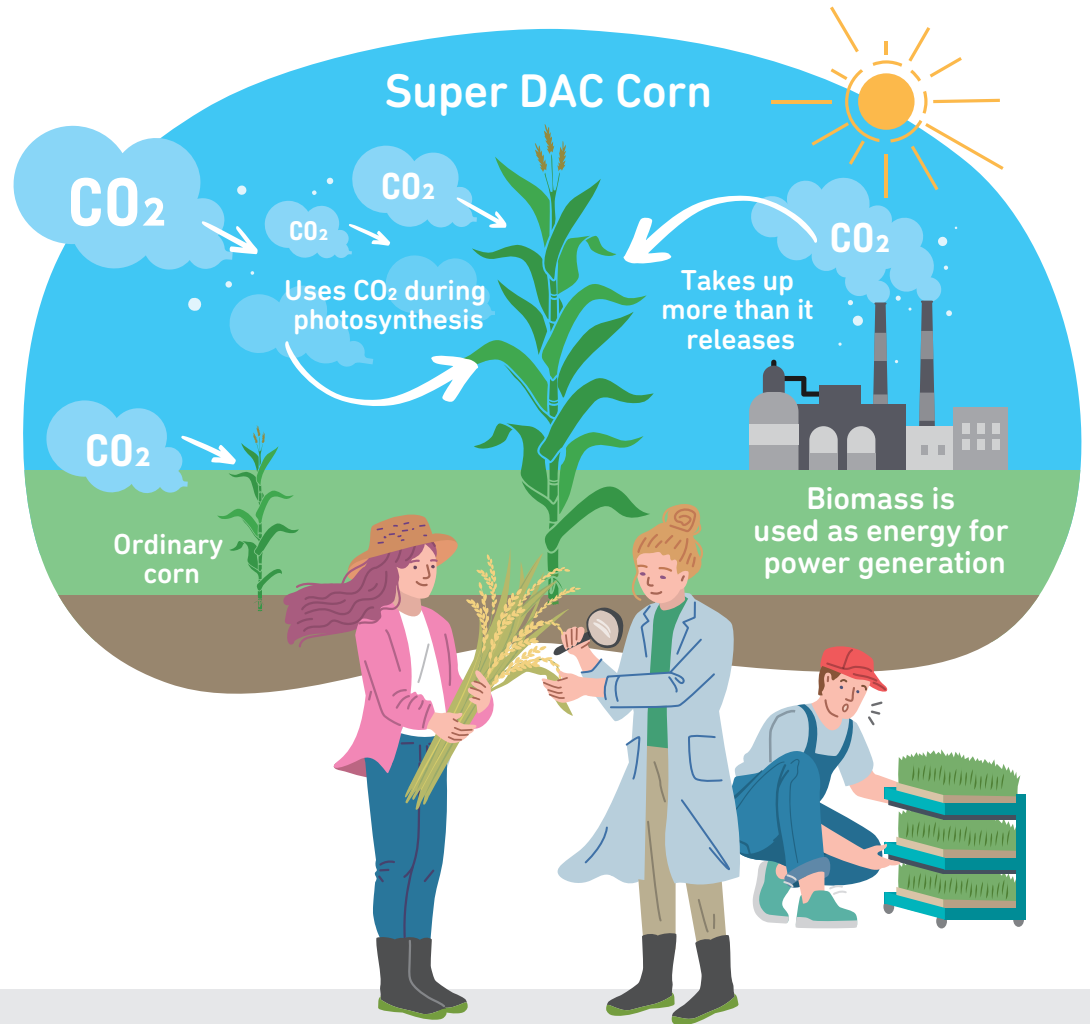 Super DAC Corn
CO₂
CO₂
CO₂
CO₂
Uses CO₂ during
photosynthesis
Takes up
more than it
releases
CO₂
Ordinary
corn
Biomass is
used as energy for
power generation